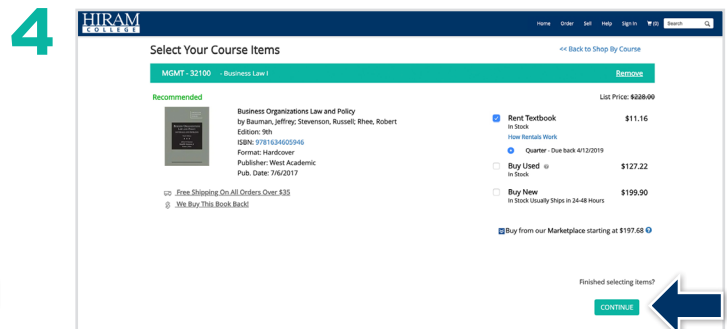 4
HIRAM
COLLEGE
Home Order Sell Help Sign In (0) Search
Select Your Course Items
<< Back to Shop By Course
MGMT - 32100 - Business Law I Remove
Recommended
List Price: $228.00
Business Organizations Law and Policy
by Bauman, Jeffrey; Stevenson, Russell; Rhee, Robert
Edition: 9th
ISBN: 9781634605946
Format: Hardcover
Publisher: West Academic
Pub. Date: 7/6/2017
Free Shipping On All Orders Over $35
We Buy This Book Back!
Rent Textbook $11.16
In Stock
How Rentals Work
Quarter - Due back 4/12/2019
Buy Used $127.22
In Stock
Buy New $199.90
In Stock Usually Ships in 24-48 Hours
Buy from our Marketplace starting at $197.68
Finished selecting items?
CONTINUE